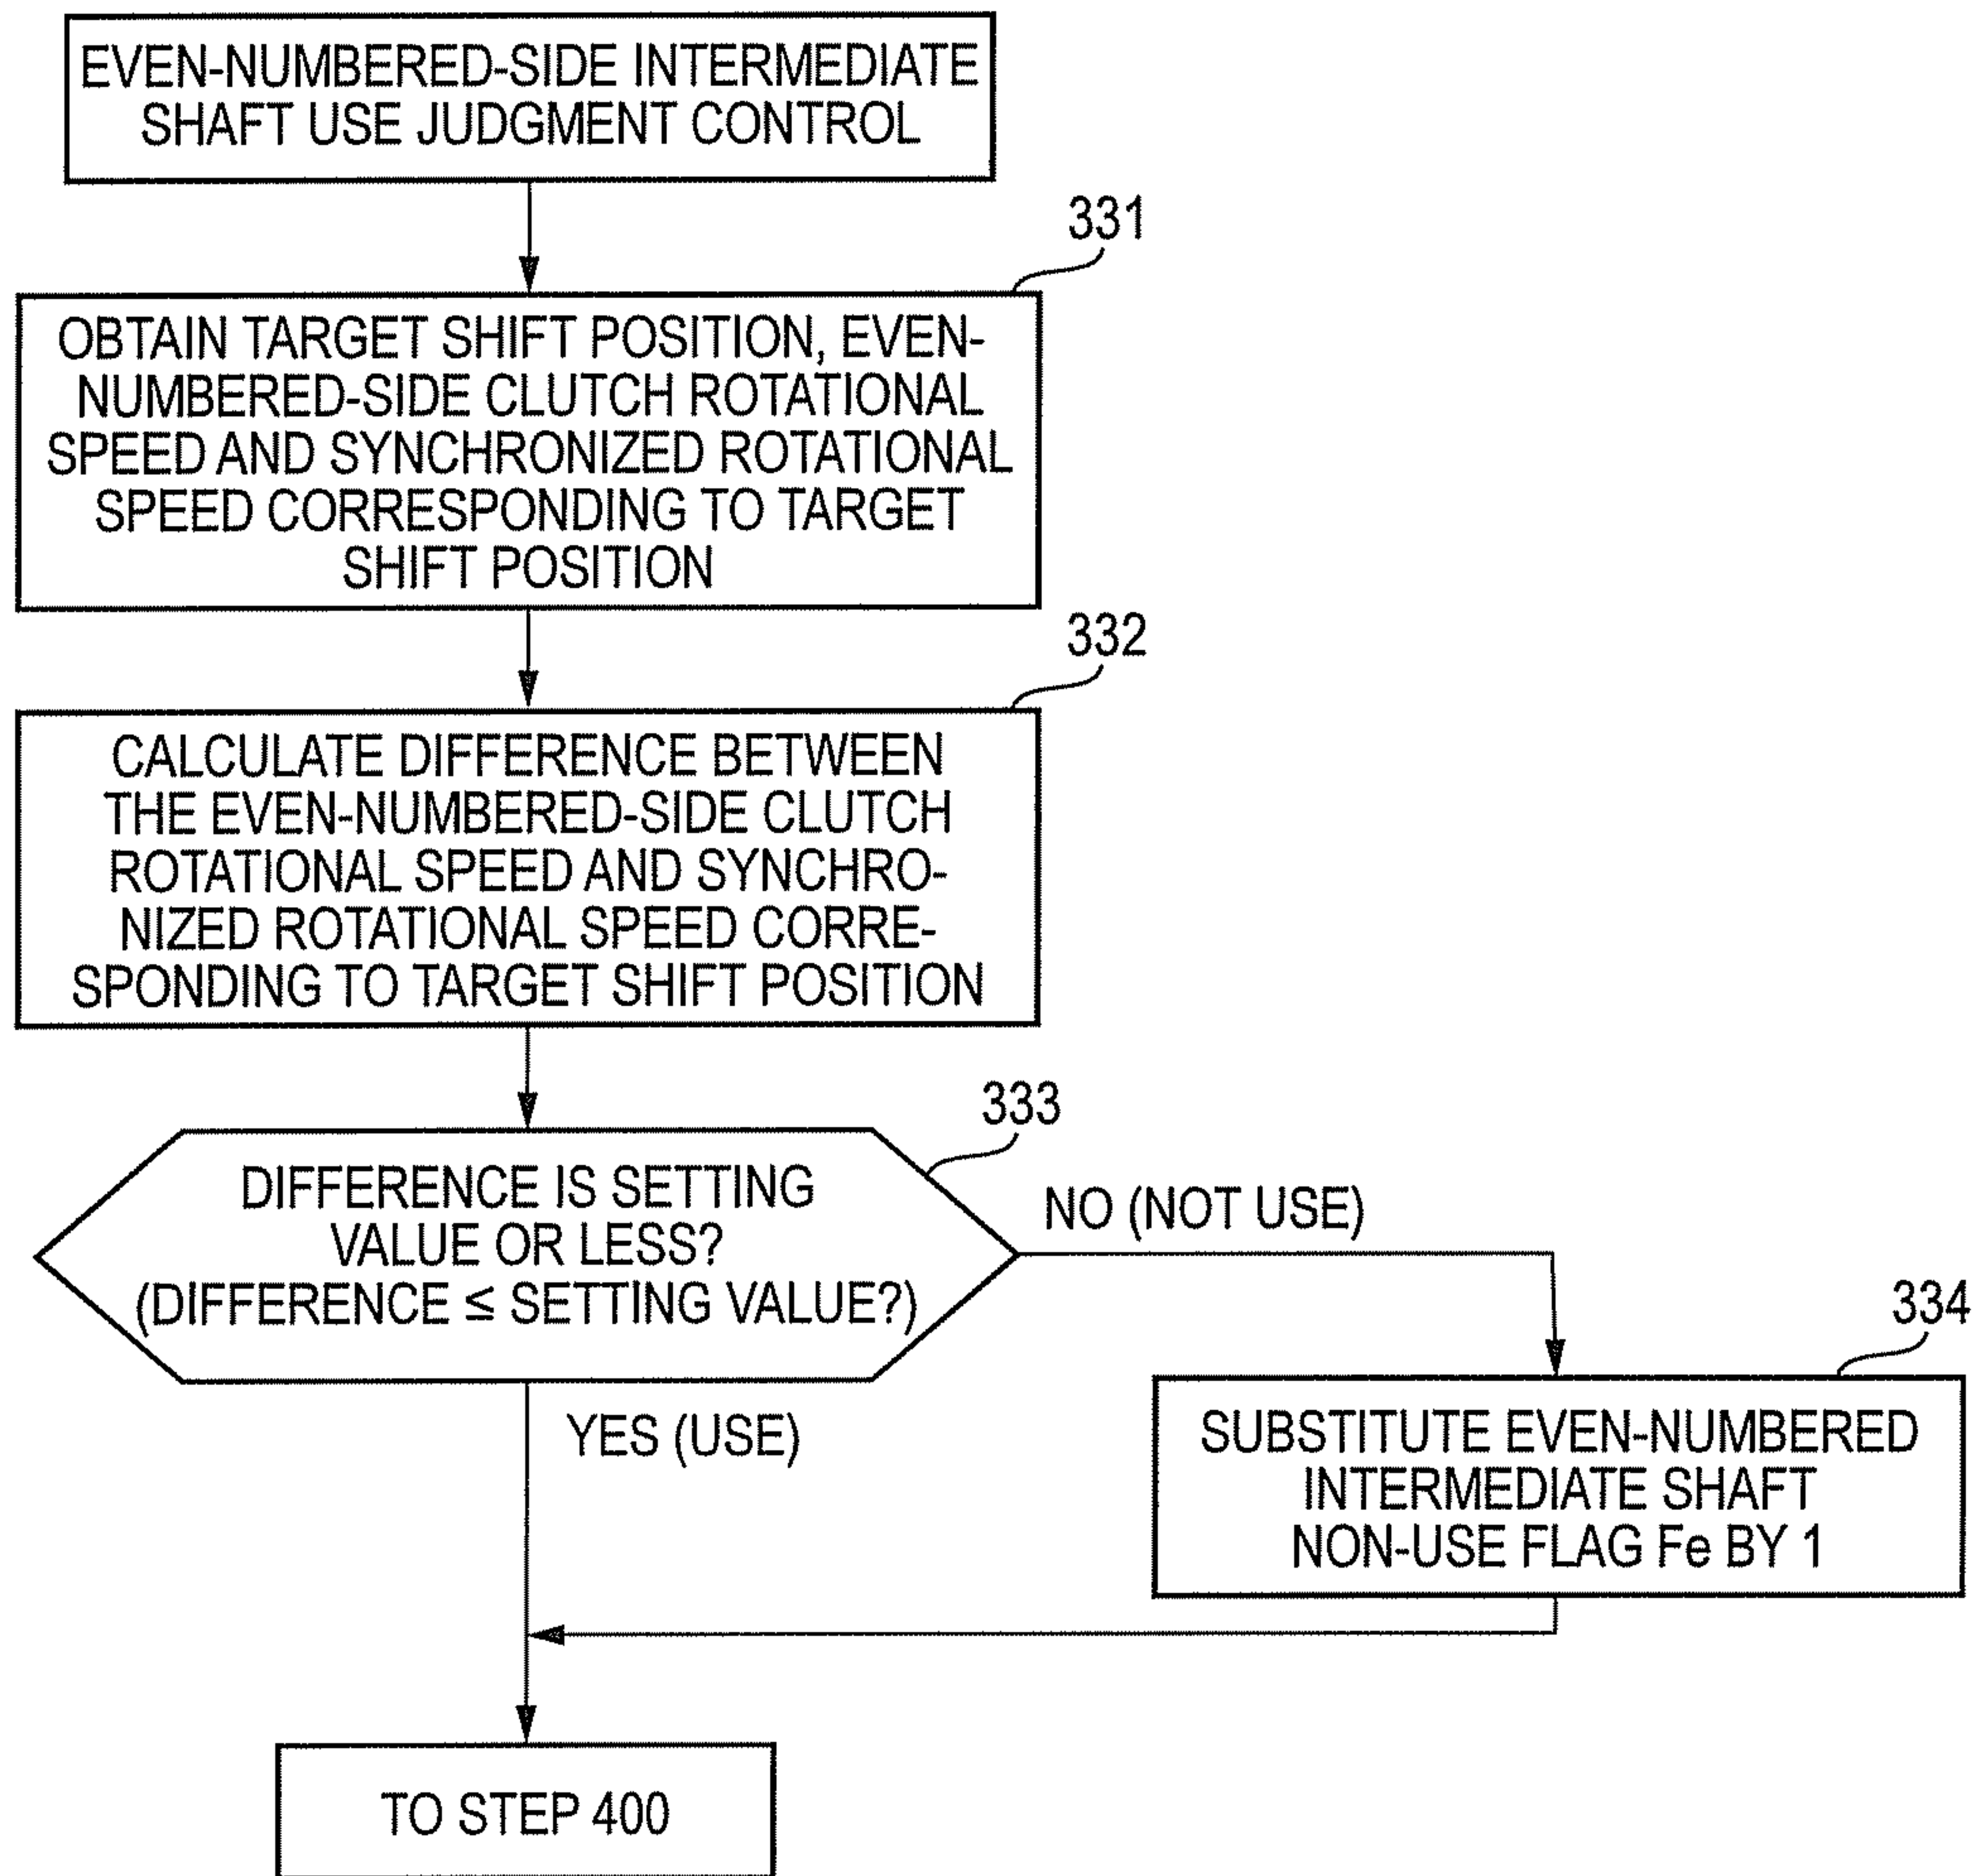 EVEN-NUMBERED-SIDE INTERMEDIATE
SHAFT USE JUDGMENT CONTROL
331
OBTAIN TARGET SHIFT POSITION, EVEN-
NUMBERED-SIDE CLUTCH ROTATIONAL
SPEED AND SYNCHRONIZED ROTATIONAL
SPEED CORRESPONDING TO TARGET
SHIFT POSITION
332
CALCULATE DIFFERENCE BETWEEN
THE EVEN-NUMBERED-SIDE CLUTCH
ROTATIONAL SPEED AND SYNCHRO-
NIZED ROTATIONAL SPEED CORRE-
SPONDING TO TARGET SHIFT POSITION
333
DIFFERENCE IS SETTING
VALUE OR LESS?
(DIFFERENCE ≤ SETTING VALUE?)
NO (NOT USE)
334
YES (USE)
SUBSTITUTE EVEN-NUMBERED
INTERMEDIATE SHAFT
NON-USE FLAG Fe BY 1
TO STEP 400